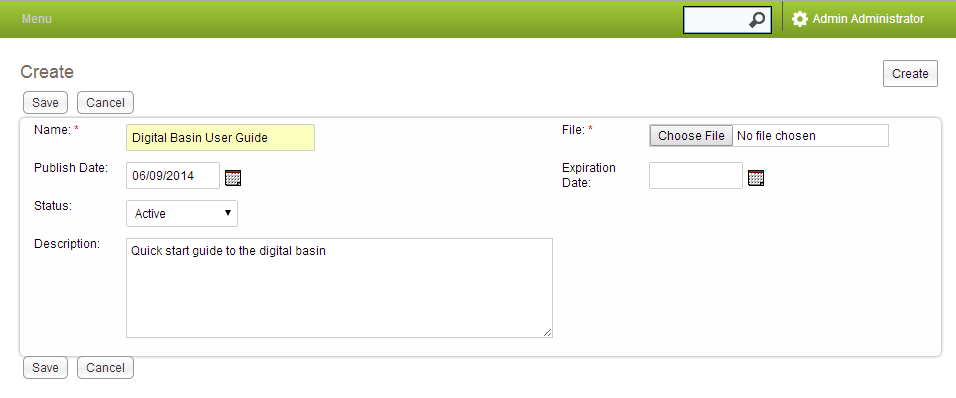 Menu
Admin Administrator
Create
Create
Save
Cancel
Name: *
Digital Basin User Guide
File: *
Choose File
No file chosen
Publish Date:
06/09/2014
Expiration
Date:
Status:
Active
Description:
Quick start guide to the digital basin
Save
Cancel